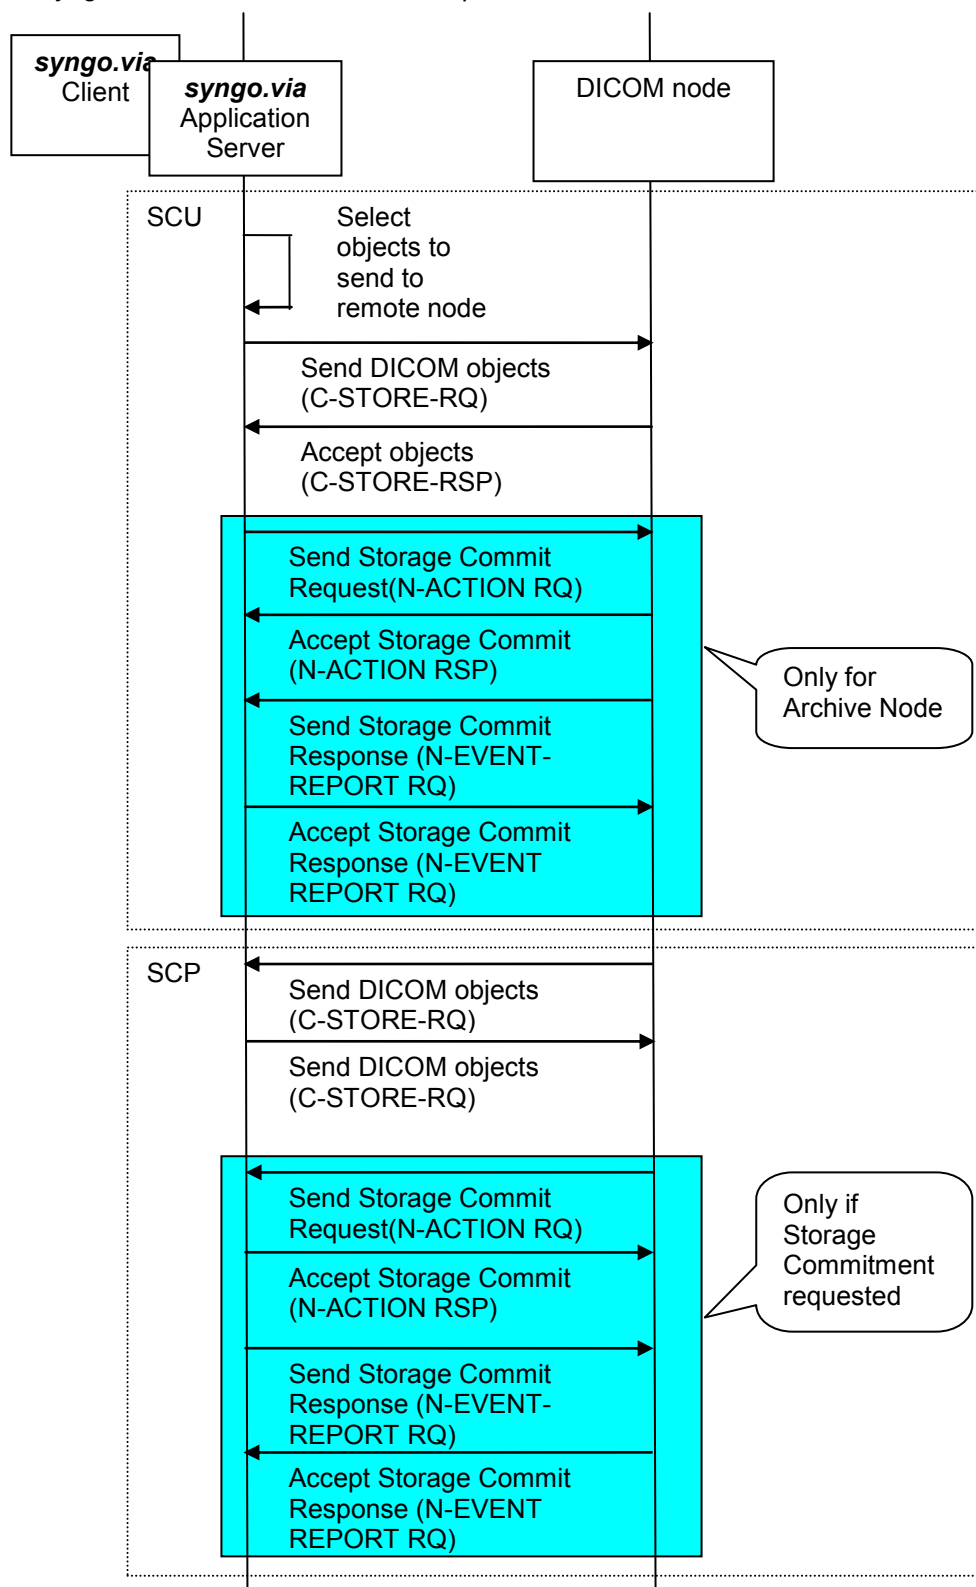 syngo.via
Client
syngo.via
Application
Server
DICOM node
SCU
Select
objects to
send to
remote node
Send DICOM objects
(C-STORE-RQ)
Accept objects
(C-STORE-RSP)
Send Storage Commit
Request(N-ACTION RQ)
Accept Storage Commit
(N-ACTION RSP)
Send Storage Commit
Response (N-EVENT-
REPORT RQ)
Accept Storage Commit
Response (N-EVENT
REPORT RQ)
Only for
Archive Node
SCP
Send DICOM objects
(C-STORE-RQ)
Send DICOM objects
(C-STORE-RQ)
Send Storage Commit
Request(N-ACTION RQ)
Accept Storage Commit
(N-ACTION RSP)
Send Storage Commit
Response (N-EVENT-
REPORT RQ)
Accept Storage Commit
Response (N-EVENT
REPORT RQ)
Only if
Storage
Commitment
requested